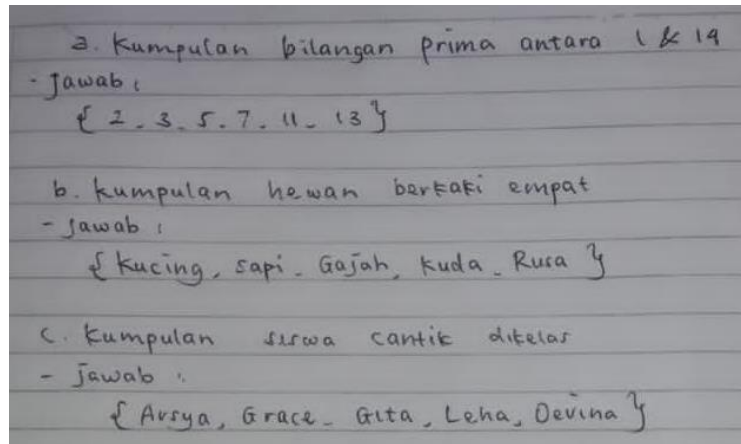 a. Kumpulan bilangan prima antara 1 & 19
- Jawab :
{ 2 - 3 - 5 - 7 - 11 - 13 }
b. kumpulan hewan berkaki empat
- Jawab :
{ Kucing, sapi - Gajah, kuda - Rusa }
c. Kumpulan siswa cantik dikelas
- Jawab :
{ Arsya, Grace - Gita, Leha, Devina }